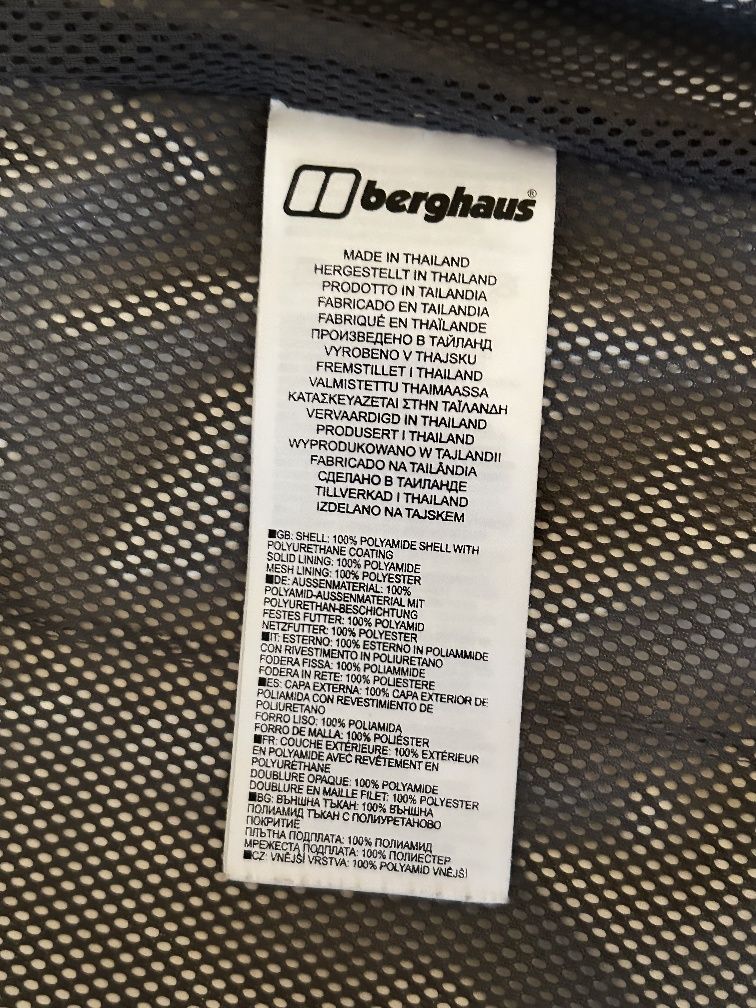 berghaus®
MADE IN THAILAND
HERGESTELLT IN THAILAND
PRODOTTO IN TAILANDIA
FABRICADO EN TAILANDIA
FABRIQUÉ EN THAÏLANDE
ПРОИЗВЕДЕНО В ТАЙЛАНД
VYROBENO V THAJSKU
FREMSTILLET I THAILAND
VALMISTETTU THAIMAASSA
ΚΑΤΑΣΚΕΥΑΖΕΤΑΙ ΣΤΗΝ ΤΑΪΛΑΝΔΗ
VERVAARDIGD IN THAILAND
PRODUSERT I THAILAND
WYPRODUKOWANO W TAJLANDII
FABRICADO NA TAILÂNDIA
СДЕЛАНО В ТАИЛАНДЕ
TILLVERKAD I THAILAND
IZDELANO NA TAJSKEM
■GB: SHELL: 100% POLYAMIDE SHELL WITH
POLYURETHANE COATING
SOLID LINING: 100% POLYAMIDE
MESH LINING: 100% POLYESTER
■DE: AUSSENMATERIAL: 100%
POLYAMID-AUSSENMATERIAL MIT
POLYURETHAN-BESCHICHTUNG
FESTES FUTTER: 100% POLYAMID
NETZFUTTER: 100% POLYESTER
■IT: ESTERNO: 100% ESTERNO IN POLIAMMIDE
CON RIVESTIMENTO IN POLIURETANO
FODERA FISSA: 100% POLIAMMIDE
FODERA IN RETE: 100% POLIESTERE
■ES: CAPA EXTERNA: 100% CAPA EXTERIOR DE
POLIAMIDA CON REVESTIMIENTO DE
POLIURETANO
FORRO LISO: 100% POLIAMIDA
FORRO DE MALLA: 100% POLIÉSTER
■FR: COUCHE EXTÉRIEURE: 100% EXTÉRIEUR
EN POLYAMIDE AVEC REVÊTEMENT EN
POLYURÉTHANE
DOUBLURE OPAQUE: 100% POLYAMIDE
DOUBLURE EN MAILLE FILET: 100% POLYESTER
■BG: ВЪНШНА ТЪКАН: 100% ВЪНШНА
ПОЛИАМИД ТЪКАН С ПОЛИУРЕТАНОВО
ПОКРИТИЕ
ПЛЪТНА ПОДПЛАТА: 100% ПОЛИАМИД
МРЕЖЕСТА ПОДПЛАТА: 100% ПОЛИЕСТЕР
■CZ: VNĚJŠÍ VRSTVA: 100% POLYAMID VNĚJŠÍ